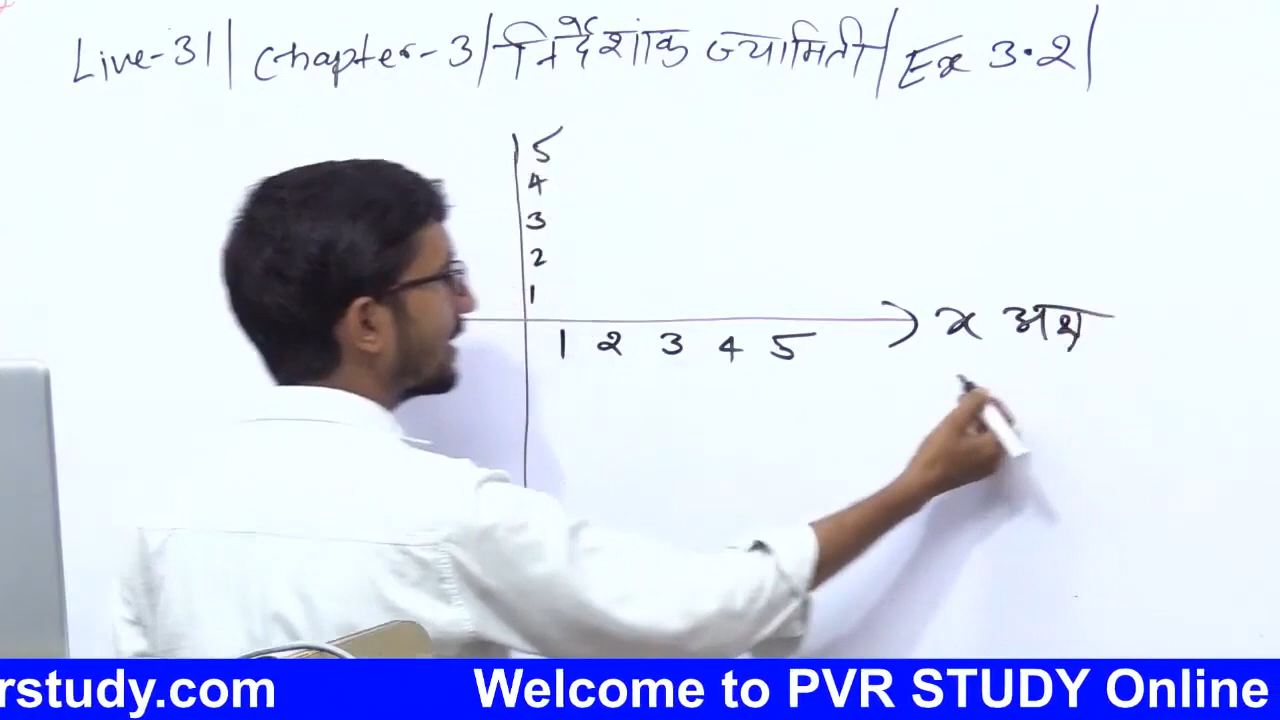 Live-31 | Chapter-3 | निर्देशांक ज्यामिती | Ex 3.2 |
5
4
3
2
1
x अक्ष
1 2 3 4 5
rstudy.com Welcome to PVR STUDY Online